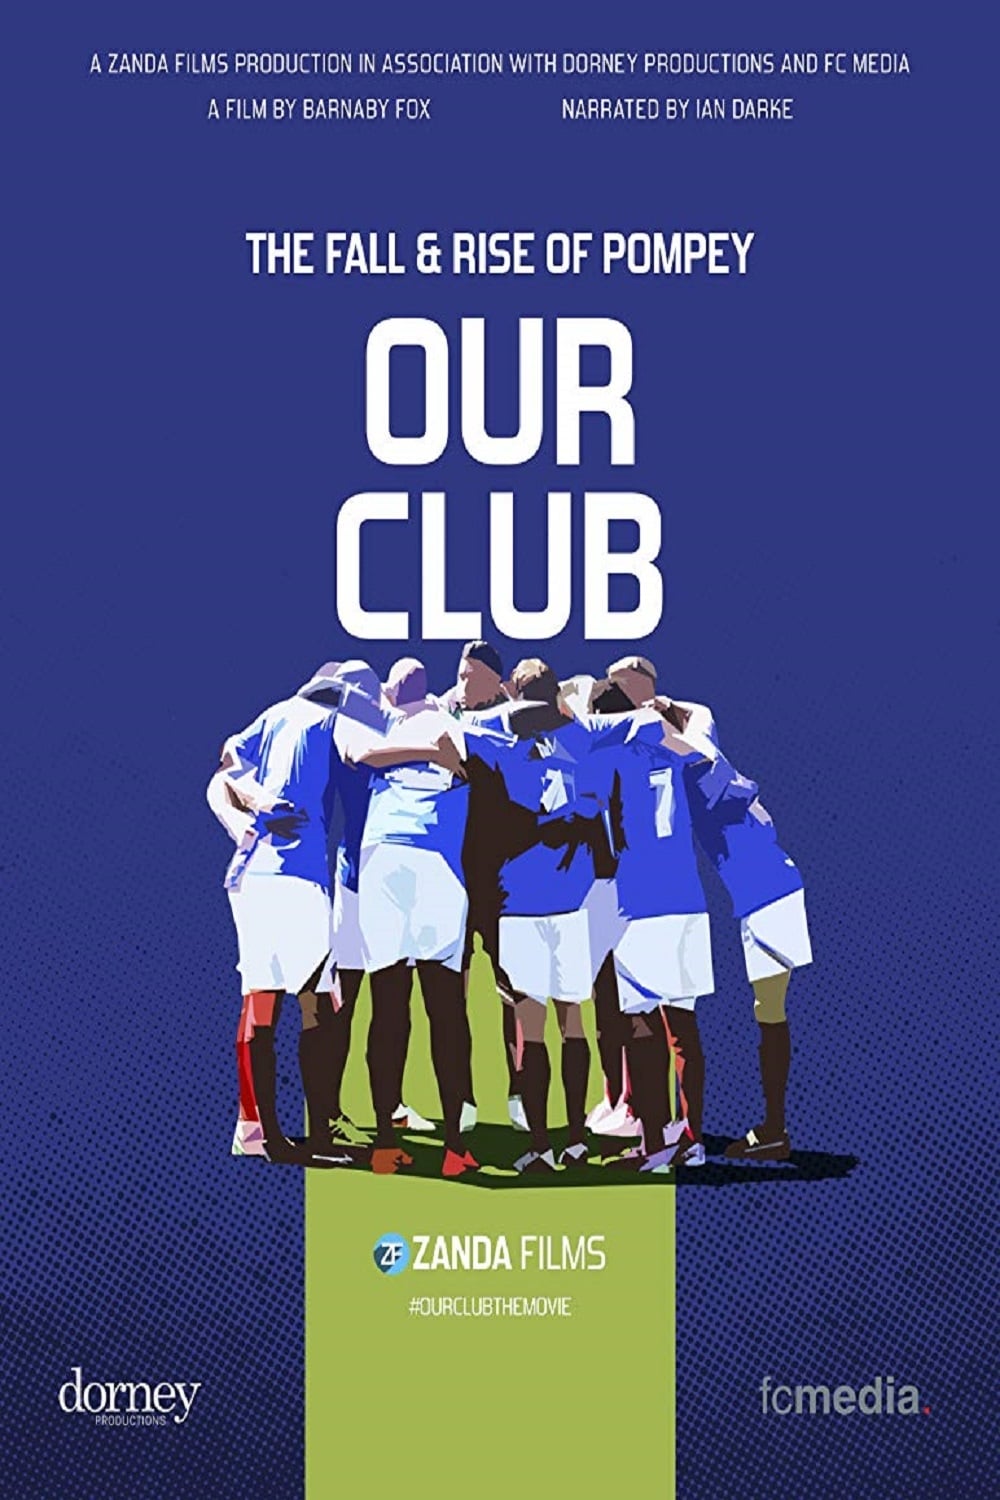 A ZANDA FILMS PRODUCTION IN ASSOCIATION WITH DORNEY PRODUCTIONS AND FC MEDIA
A FILM BY BARNABY FOX
NARRATED BY IAN DARKE
THE FALL & RISE OF POMPEY
OUR
CLUB
7
ZF ZANDA FILMS
#OURCLUBTHEMOVIE
dorney
PRODUCTIONS
fcmedia.